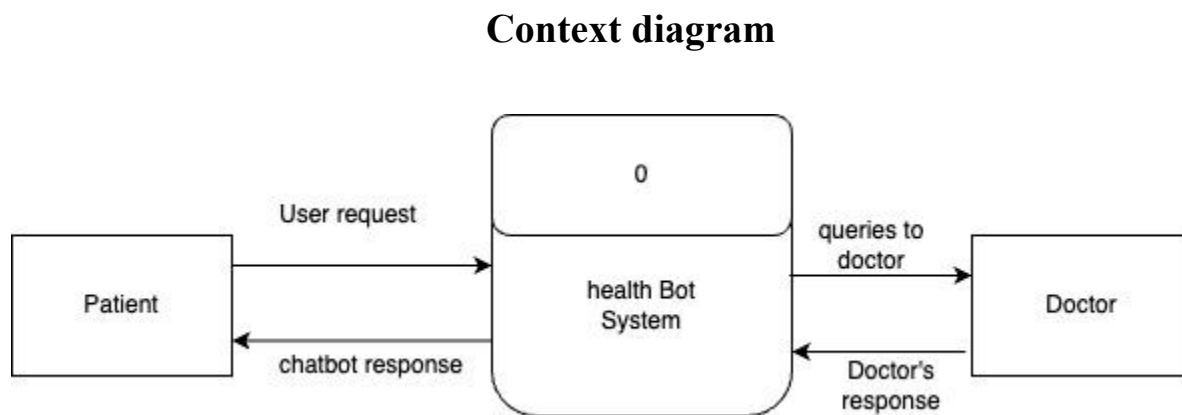 Context diagram
0
User request
queries to
doctor
Patient
health Bot
System
Doctor
chatbot response
Doctor's
response